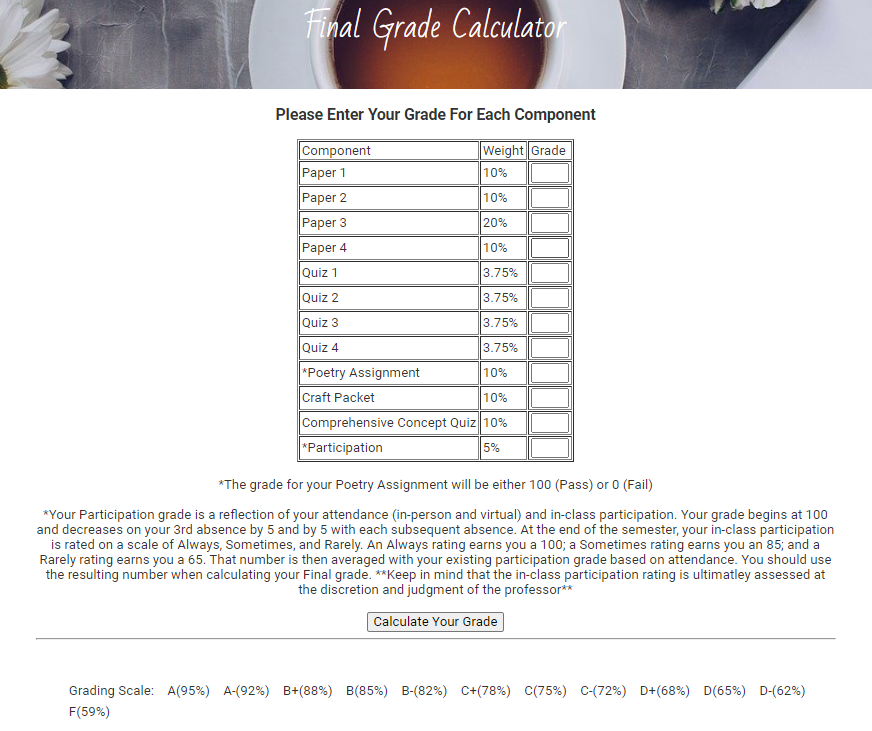 Final Grade Calculator
Please Enter Your Grade For Each Component
Component Weight Grade
Paper 1 10%
Paper 2 10%
Paper 3 20%
Paper 4 10%
Quiz 1 3.75%
Quiz 2 3.75%
Quiz 3 3.75%
Quiz 4 3.75%
*Poetry Assignment 10%
Craft Packet 10%
Comprehensive Concept Quiz 10%
*Participation 5%
*The grade for your Poetry Assignment will be either 100 (Pass) or 0 (Fail)
*Your Participation grade is a reflection of your attendance (in-person and virtual) and in-class participation. Your grade begins at 100
and decreases on your 3rd absence by 5 and by 5 with each subsequent absence. At the end of the semester, your in-class participation
is rated on a scale of Always, Sometimes, and Rarely. An Always rating earns you a 100; a Sometimes rating earns you an 85; and a
Rarely rating earns you a 65. That number is then averaged with your existing participation grade based on attendance. You should use
the resulting number when calculating your Final grade. **Keep in mind that the in-class participation rating is ultimatley assessed at
the discretion and judgment of the professor**
Calculate Your Grade
Grading Scale: A(95%) A-(92%) B+(88%) B(85%) B-(82%) C+(78%) C(75%) C-(72%) D+(68%) D(65%) D-(62%)
F(59%)